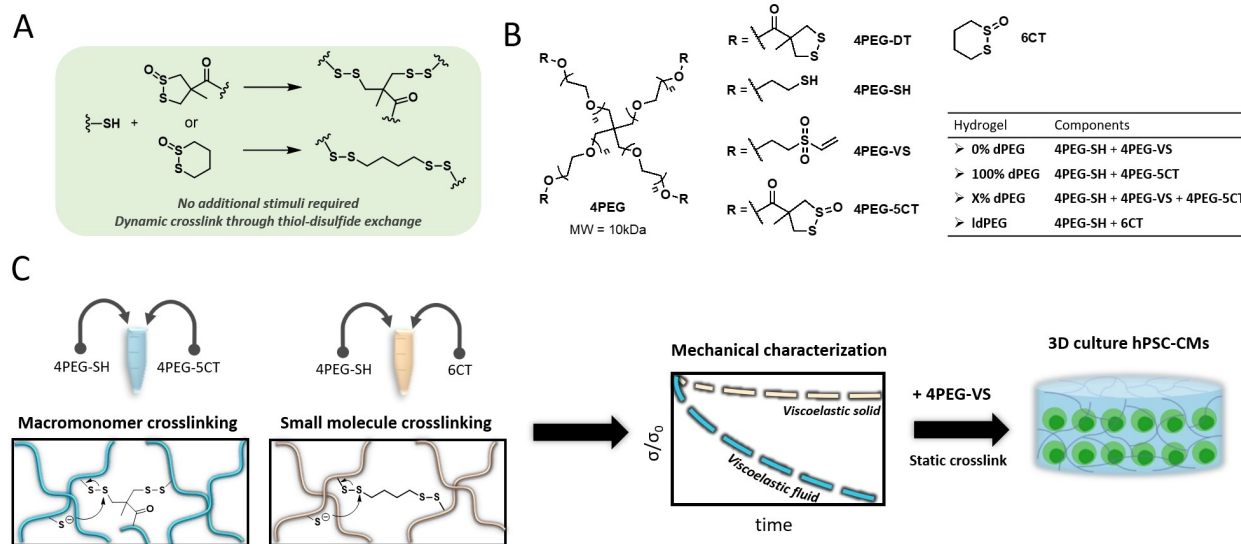 A
O
S
S
O
~SH +
or
O
S
S
S-S
S-S
O
S-S
S-S
No additional stimuli required
Dynamic crosslink through thiol-disulfide exchange
B
R
O
n
O
R
O
n
O
O
n
O
R
O
n
O
R
4PEG
MW = 10kDa
R =
O
S
S
4PEG-DT
R =
SH
4PEG-SH
R =
O
S
O
4PEG-VS
R =
O
S=O
S
4PEG-5CT
O
S
S
6CT
Hydrogel Components
➢ 0% dPEG 4PEG-SH + 4PEG-VS
➢ 100% dPEG 4PEG-SH + 4PEG-5CT
➢ X% dPEG 4PEG-SH + 4PEG-VS + 4PEG-5CT
➢ ldPEG 4PEG-SH + 6CT
C
4PEG-SH 4PEG-5CT
Macromonomer crosslinking
S-S
S-S
S⊖
O
4PEG-SH 6CT
Small molecule crosslinking
S-S
S-S
S⊖
Mechanical characterization
σ/σ0
Viscoelastic solid
Viscoelastic fluid
time
+ 4PEG-VS
Static crosslink
3D culture hPSC-CMs